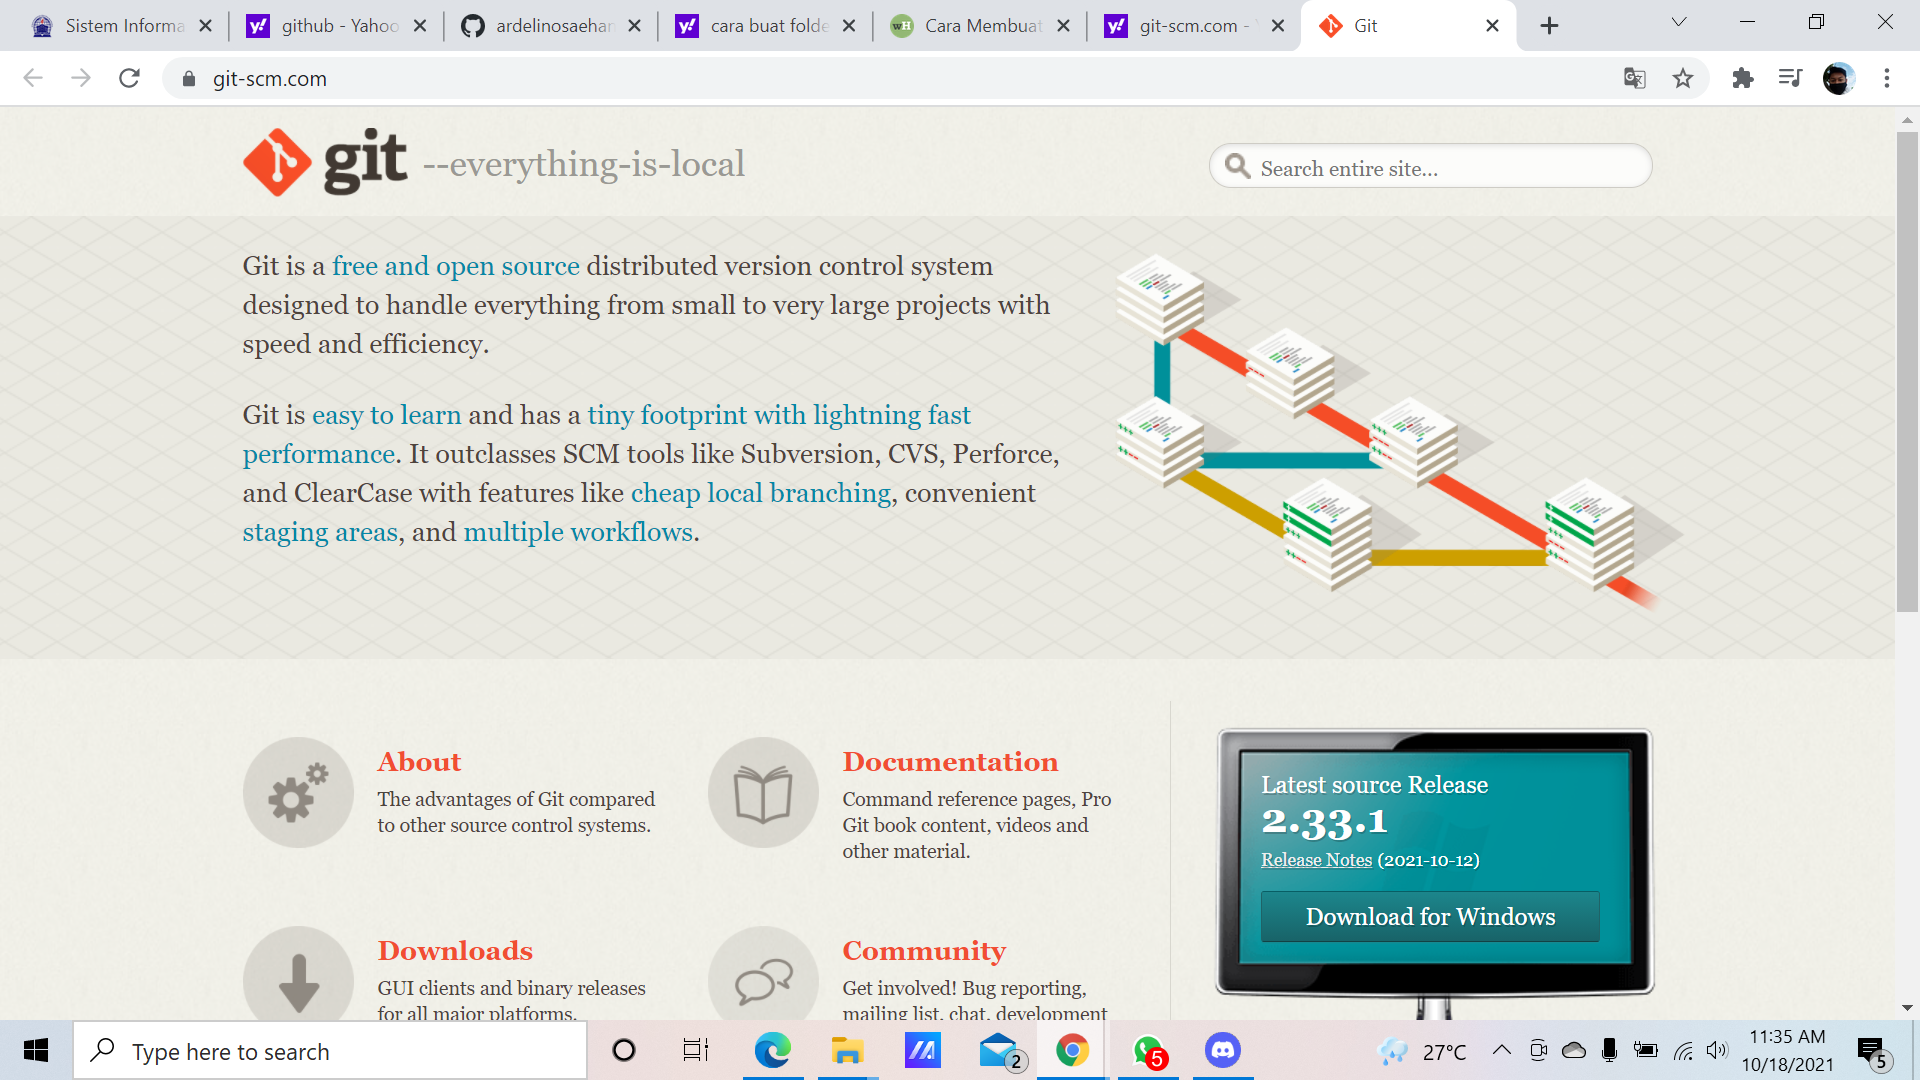 Sistem Informa
github - Yahoo
ardelinosaehan
cara buat folde
Cara Membuat
git-scm.com -
Git
git-scm.com
git --everything-is-local
Search entire site...
Git is a free and open source distributed version control system
designed to handle everything from small to very large projects with
speed and efficiency.
Git is easy to learn and has a tiny footprint with lightning fast
performance. It outclasses SCM tools like Subversion, CVS, Perforce,
and ClearCase with features like cheap local branching, convenient
staging areas, and multiple workflows.
About
The advantages of Git compared
to other source control systems.
Documentation
Command reference pages, Pro
Git book content, videos and
other material.
Downloads
GUI clients and binary releases
for all major platforms.
Community
Get involved! Bug reporting,
mailing list, chat, development
Latest source Release
2.33.1
Release Notes (2021-10-12)
Download for Windows
Type here to search
2
5
27°C
11:35 AM
10/18/2021
5